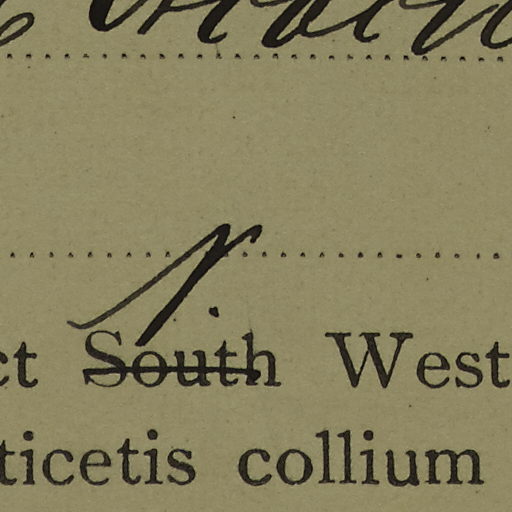 N.
ct South West
ticetis collium